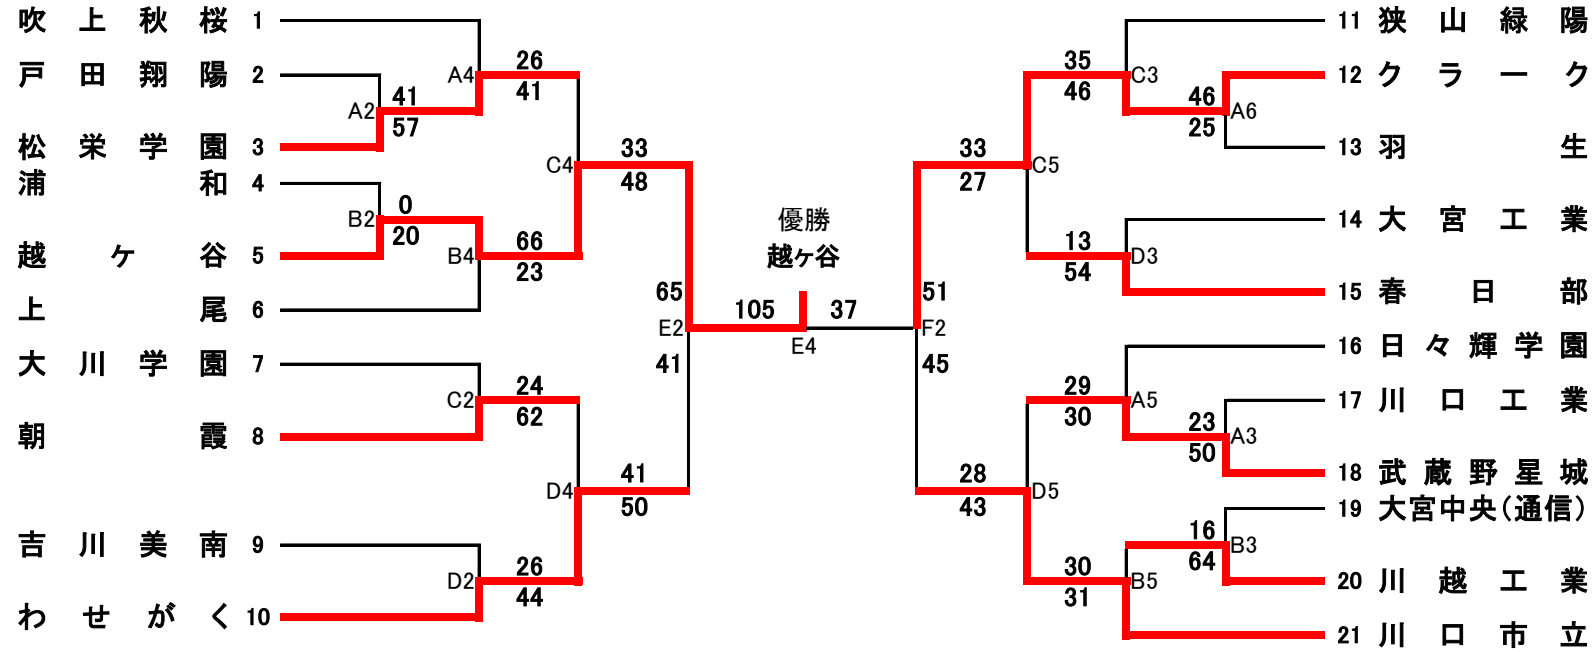 吹上秋桜 1
26
戸田翔陽 2
A4
41
41
A2
57
松栄学園 3
33
C4
48
浦和 4
0
B2
20
66
越ケ谷 5
B4
23
上尾 6
65
大川学園 7
E2
24
41
C2
62
朝霞 8
41
D4
50
吉川美南 9
26
D2
44
わせがく 10
優勝
越ヶ谷
105 37
E4
11 狭山緑陽
35
C3
46
12 クラーク
46
A6
25
13 羽生
33
C5
27
14 大宮工業
13
D3
54
15 春日部
51
F2
45
16 日々輝学園
29
A5
30
17 川口工業
23
A3
50
18 武蔵野星城
28
D5
43
19 大宮中央(通信)
16
B3
64
20 川越工業
30
B5
31
21 川口市立